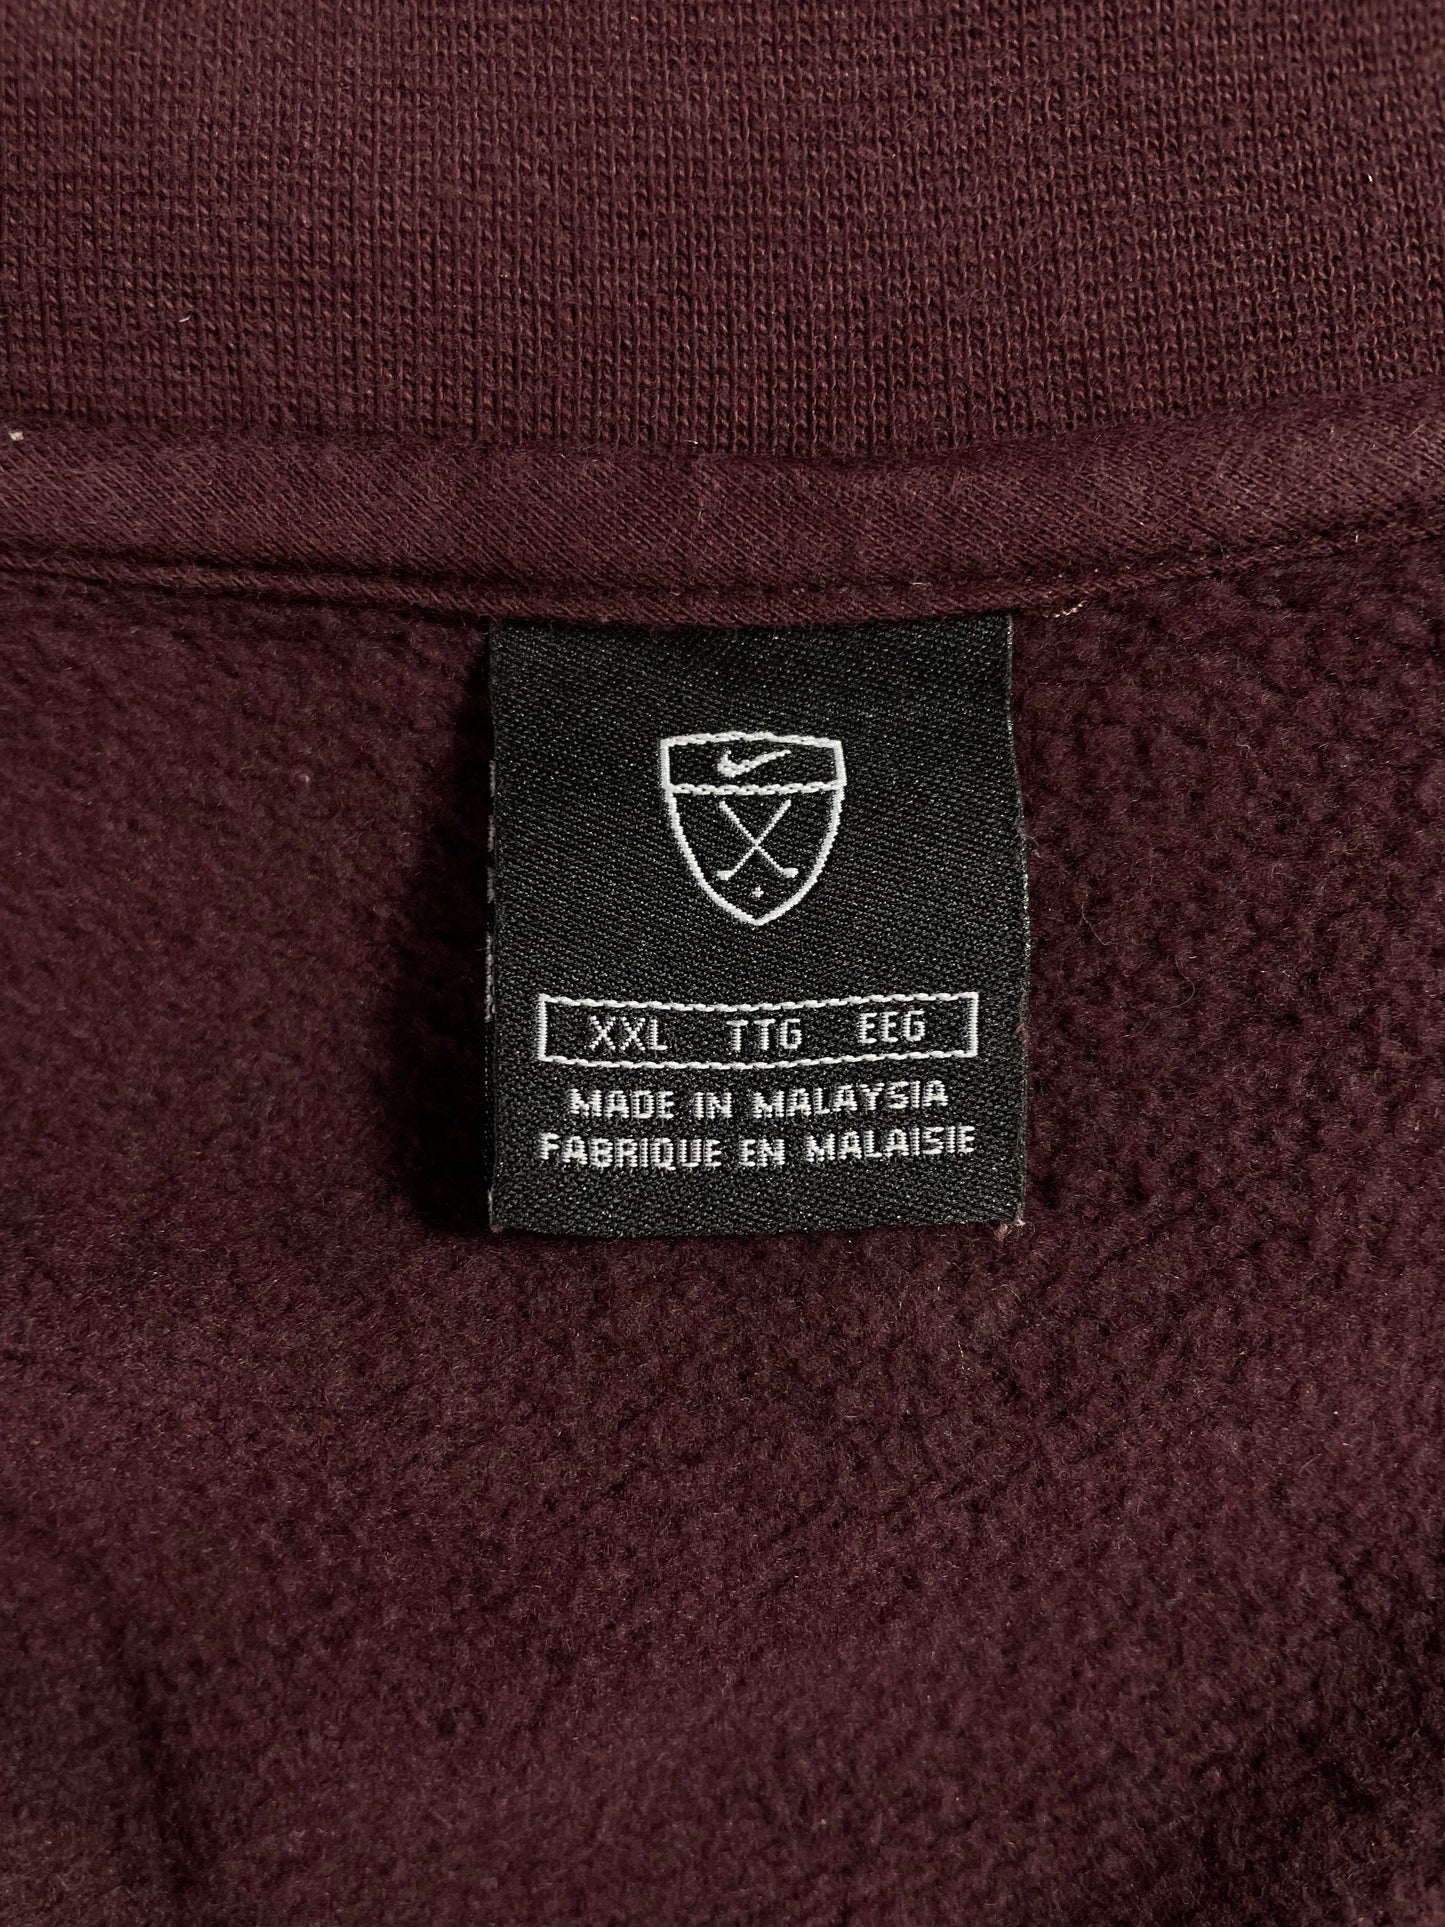 XXL TTG EEG
MADE IN MALAYSIA
FABRIQUE EN MALAISIE